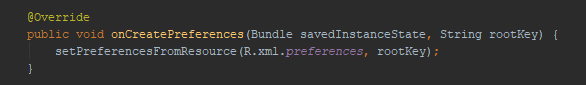 @Override
public void onCreatePreferences(Bundle savedInstanceState, String rootKey) {
    setPreferencesFromResource(R.xml.preferences, rootKey);
}